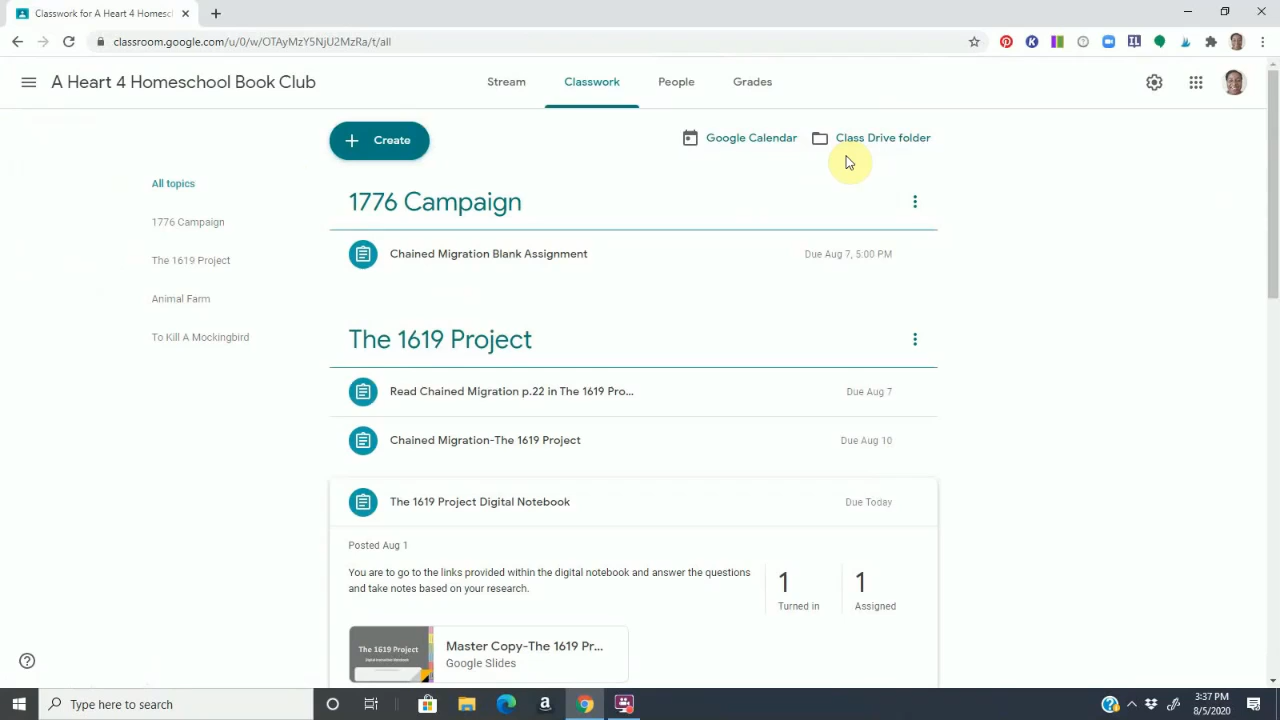 Classwork for A Heart 4 Homesch
classroom.google.com/u/0/w/OTAyMzY5NjU2MzRa/t/all
A Heart 4 Homeschool Book Club
Stream
Classwork
People
Grades
Create
Google Calendar
Class Drive folder
All topics
1776 Campaign
The 1619 Project
Animal Farm
To Kill A Mockingbird
1776 Campaign
Chained Migration Blank Assignment
Due Aug 7, 5:00 PM
The 1619 Project
Read Chained Migration p.22 in The 1619 Pro...
Due Aug 7
Chained Migration-The 1619 Project
Due Aug 10
The 1619 Project Digital Notebook
Due Today
Posted Aug 1
You are to go to the links provided within the digital notebook and answer the questions
and take notes based on your research.
1
Turned in
1
Assigned
The 1619 Project
Master Copy-The 1619 Pr...
Google Slides
Type here to search
3:37 PM
8/5/2020